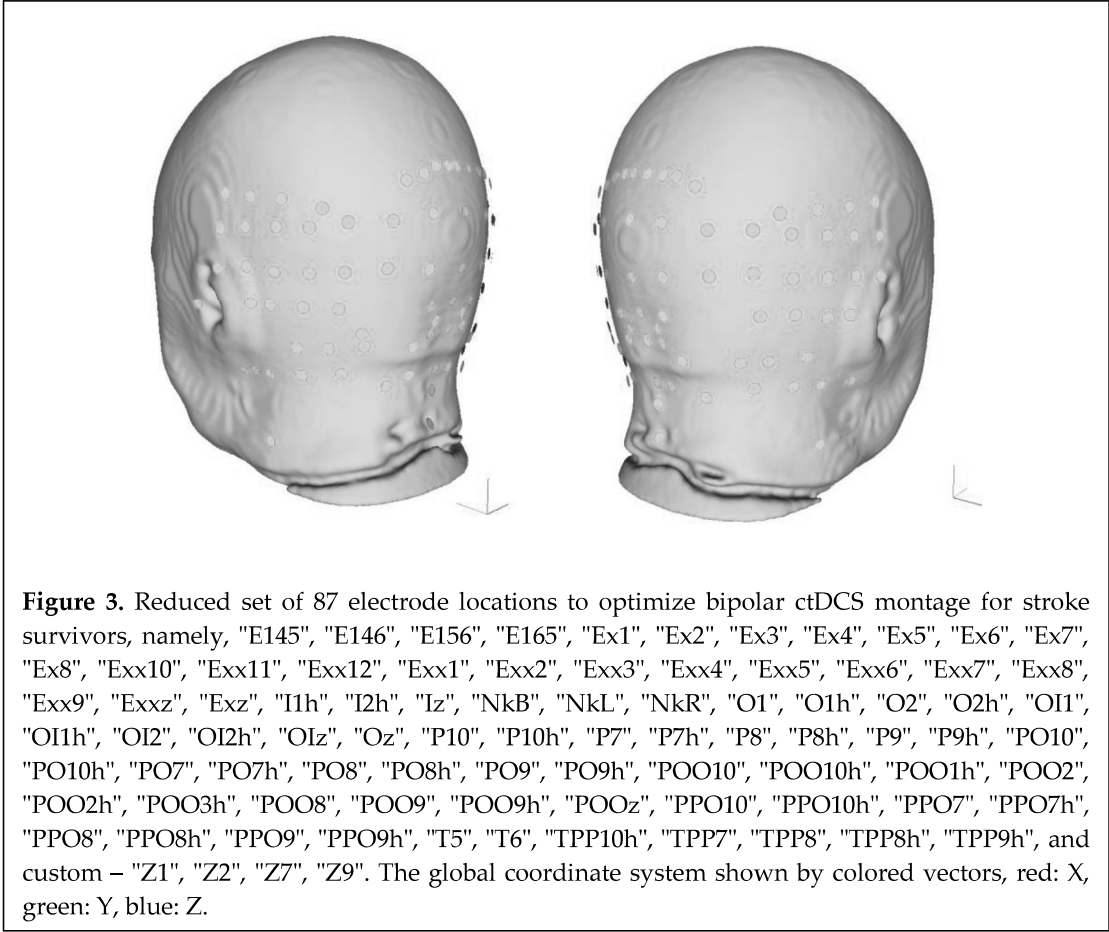 Figure 3. Reduced set of 87 electrode locations to optimize bipolar ctDCS montage for stroke
survivors, namely, "E145", "E146", "E156", "E165", "Ex1", "Ex2", "Ex3", "Ex4", "Ex5", "Ex6", "Ex7",
"Ex8", "Exx10", "Exx11", "Exx12", "Exx1", "Exx2", "Exx3", "Exx4", "Exx5", "Exx6", "Exx7", "Exx8",
"Exx9", "Exxz", "Exz", "I1h", "I2h", "Iz", "NkB", "NkL", "NkR", "O1", "O1h", "O2", "O2h", "OI1",
"OI1h", "OI2", "OI2h", "OIz", "Oz", "P10", "P10h", "P7", "P7h", "P8", "P8h", "P9", "P9h", "PO10",
"PO10h", "PO7", "PO7h", "PO8", "PO8h", "PO9", "PO9h", "POO10", "POO10h", "POO1h", "POO2",
"POO2h", "POO3h", "POO8", "POO9", "POO9h", "POOz", "PPO10", "PPO10h", "PPO7", "PPO7h",
"PPO8", "PPO8h", "PPO9", "PPO9h", "T5", "T6", "TPP10h", "TPP7", "TPP8", "TPP8h", "TPP9h", and
custom – "Z1", "Z2", "Z7", "Z9". The global coordinate system shown by colored vectors, red: X,
green: Y, blue: Z.